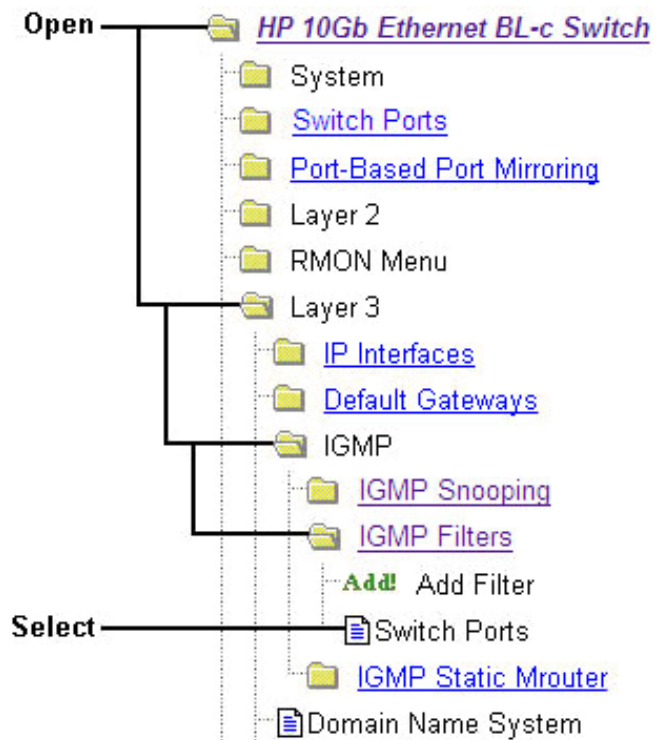 Open HP 10Gb Ethernet BL-c Switch
System
Switch Ports
Port-Based Port Mirroring
Layer 2
RMON Menu
Layer 3
IP Interfaces
Default Gateways
IGMP
IGMP Snooping
IGMP Filters
Add! Add Filter
Select Switch Ports
IGMP Static Mrouter
Domain Name System